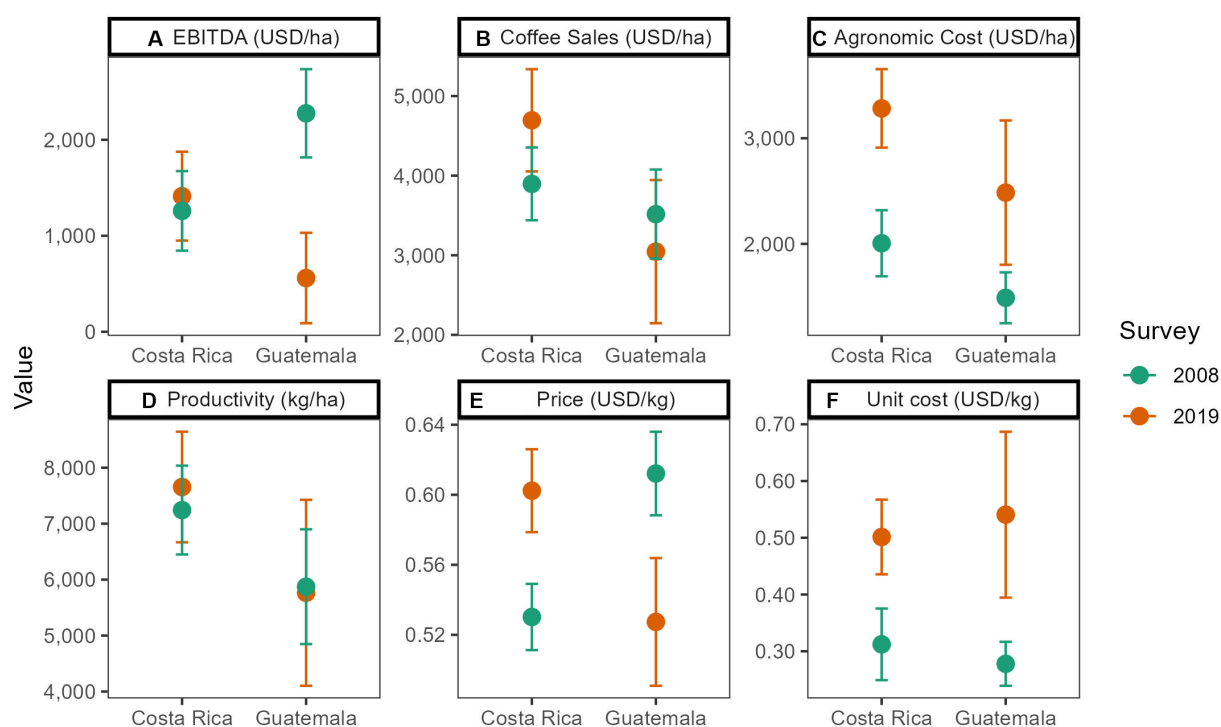 A EBITDA (USD/ha)
B Coffee Sales (USD/ha)
C Agronomic Cost (USD/ha)
2,000
1,000
0
5,000
4,000
3,000
2,000
3,000
2,000
Costa Rica Guatemala
Costa Rica Guatemala
Costa Rica Guatemala
D Productivity (kg/ha)
E Price (USD/kg)
F Unit cost (USD/kg)
8,000
7,000
6,000
5,000
4,000
0.64
0.60
0.56
0.52
0.70
0.60
0.50
0.40
0.30
Costa Rica Guatemala
Costa Rica Guatemala
Costa Rica Guatemala
Value
Survey
2008
2019